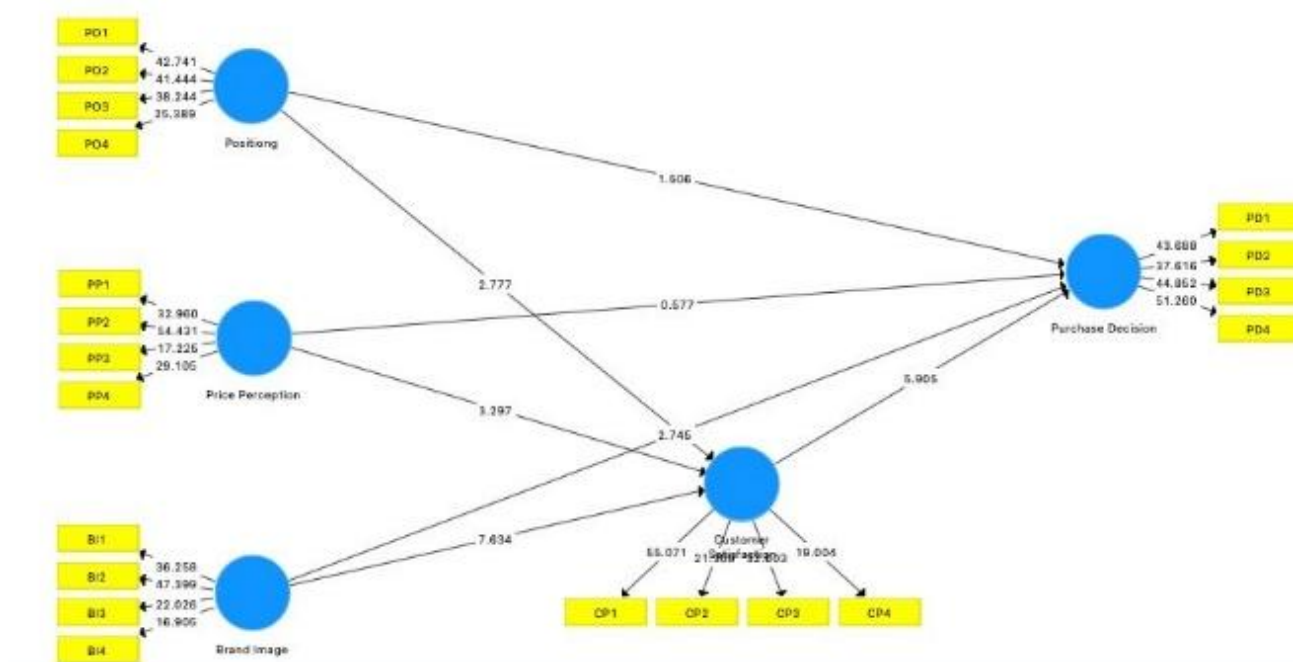 PO1
42.741
PO2
41.444
PO3
38.244
PO4
Positiong
1.606
2.777
PP1
32.960
PP2
54.431
PP3
17.225
29.105
PP4
Price Perception
0.577
3.297
BI1
36.258
BI2
47.399
BI3
22.026
16.905
BI4
Brand Image
2.745
7.634
5.905
Customer
55.071
19.004
CP1
CP2
CP3
CP4
PD1
43.688
PD2
37.616
44.852
PD3
51.260
PD4
Purchase Decision